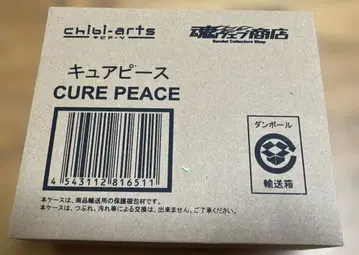 chibi-arts
チビアーツ
魂ウェブ商店
Bandai Collectors Shop
キュアピース
CURE PEACE
4 543112 816511
ダンボール
輸送箱
本ケースは、商品輸送用の保護梱包材です。
本ケースは、つぶれ、汚れ等による交換は、出来ません、ご了承ください。